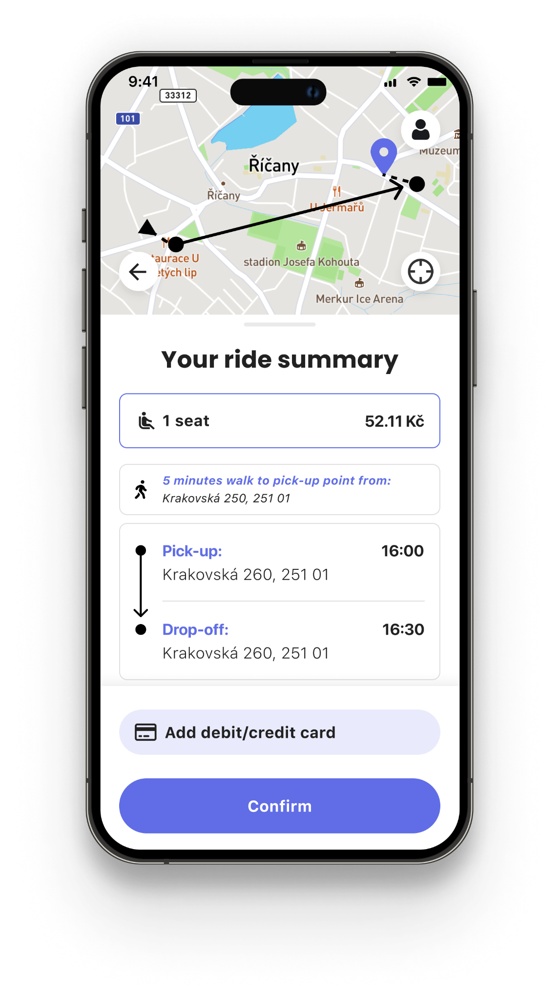 9:41
33312
101
Muzeum
Říčany
Říčany
U Jermařů
taurace U
etých lip
stadion Josefa Kohouta
Merkur Ice Arena
Your ride summary
1 seat 52.11 Kč
5 minutes walk to pick-up point from:
Krakovská 250, 251 01
Pick-up: 16:00
Krakovská 260, 251 01
Drop-off: 16:30
Krakovská 260, 251 01
Add debit/credit card
Confirm